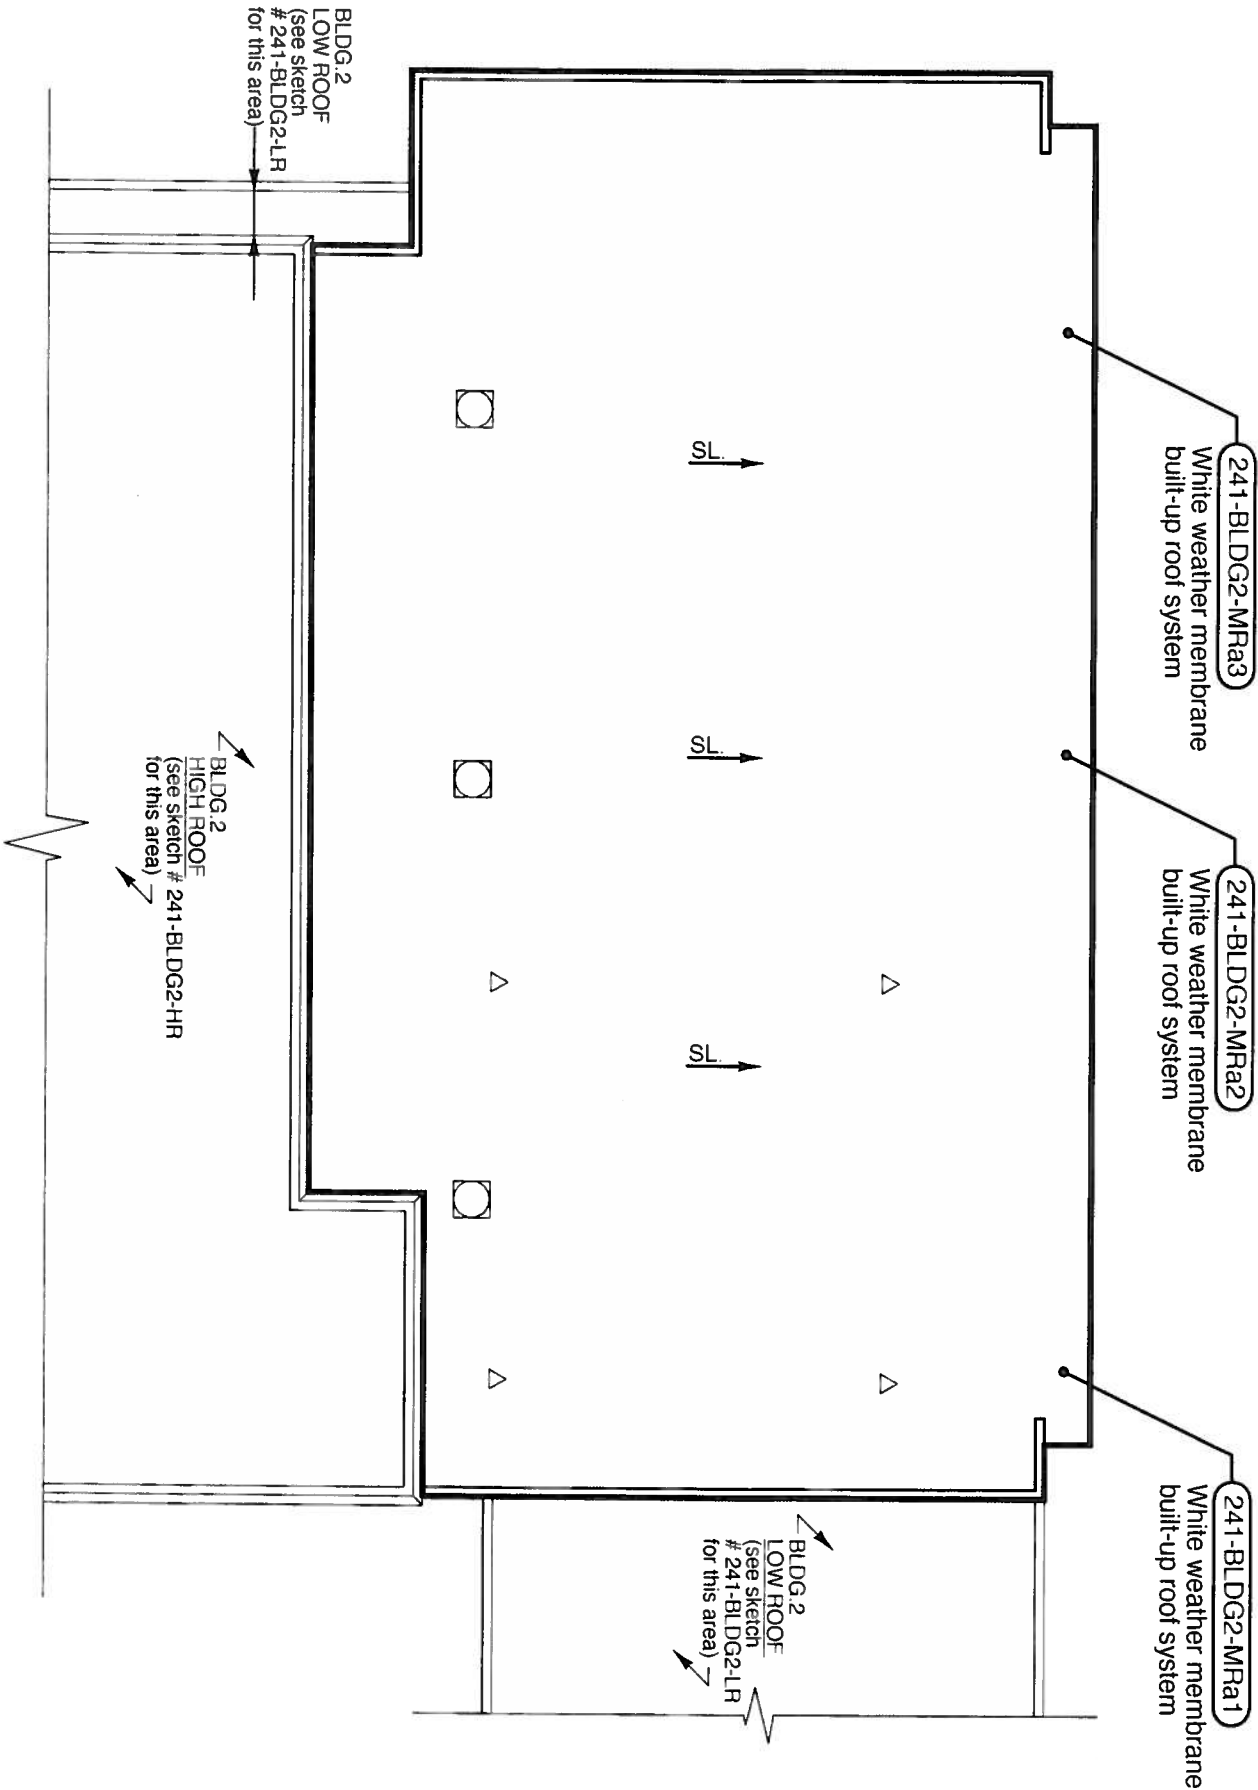 241-BLDG2-MRa3
White weather membrane
built-up roof system
241-BLDG2-MRa2
White weather membrane
built-up roof system
241-BLDG2-MRa1
White weather membrane
built-up roof system
BLDG.2
LOW ROOF
(see sketch
# 241-BLDG2-LR
for this area)
SL.
SL.
SL.
BLDG.2
LOW ROOF
(see sketch
# 241-BLDG2-LR
for this area)
BLDG.2
HIGH ROOF
(see sketch # 241-BLDG2-HR
for this area)